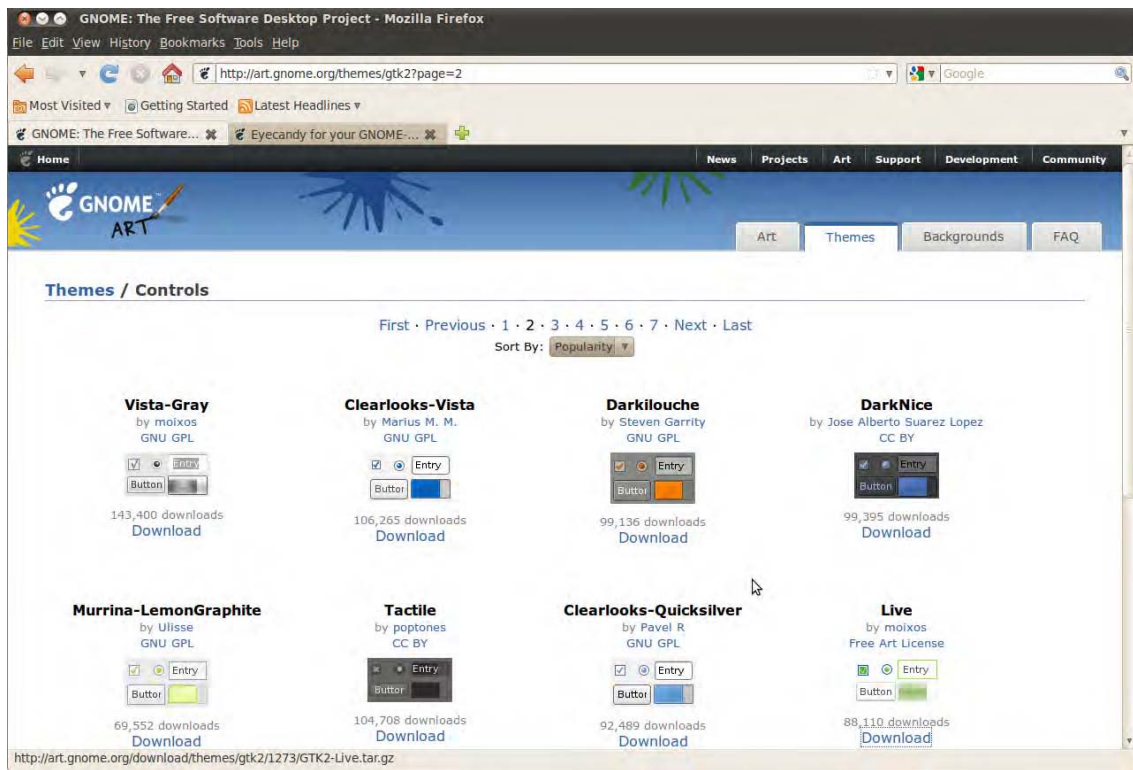 GNOME: The Free Software Desktop Project - Mozilla Firefox
File Edit View History Bookmarks Tools Help
http://art.gnome.org/themes/gtk2?page=2
Google
Most Visited Getting Started Latest Headlines
GNOME: The Free Software... Eyecandy for your GNOME-...
Home News Projects Art Support Development Community
GNOME™
ART
Art Themes Backgrounds FAQ
Themes / Controls
First · Previous · 1 · 2 · 3 · 4 · 5 · 6 · 7 · Next · Last
Sort By: Popularity
Vista-Gray
by moixos
GNU GPL
Entry
Button
143,400 downloads
Download
Clearlooks-Vista
by Marius M. M.
GNU GPL
Entry
Buttor
106,265 downloads
Download
Darkilouche
by Steven Garrity
GNU GPL
Entry
Buttor
99,136 downloads
Download
DarkNice
by Jose Alberto Suarez Lopez
CC BY
Entry
Button
99,395 downloads
Download
Murrina-LemonGraphite
by Ulisse
GNU GPL
Entry
Buttor
69,552 downloads
Download
Tactile
by poptones
CC BY
Entry
Buttor
104,708 downloads
Download
Clearlooks-Quicksilver
by Pavel R
GNU GPL
Entry
Buttor
92,489 downloads
Download
Live
by moixos
Free Art License
Entry
Button
88,110 downloads
Download
http://art.gnome.org/download/themes/gtk2/1273/GTK2-Live.tar.gz